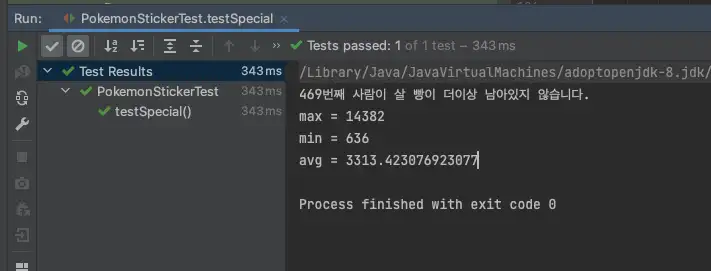 Run: PokemonStickerTest.testSpecial ×
Tests passed: 1 of 1 test – 343 ms
Test Results 343 ms
PokemonStickerTest 343 ms
testSpecial() 343 ms
/Library/Java/JavaVirtualMachines/adoptopenjdk-8.jdk/
469번째 사람이 살 빵이 더이상 남아있지 않습니다.
max = 14382
min = 636
avg = 3313.423076923077
Process finished with exit code 0